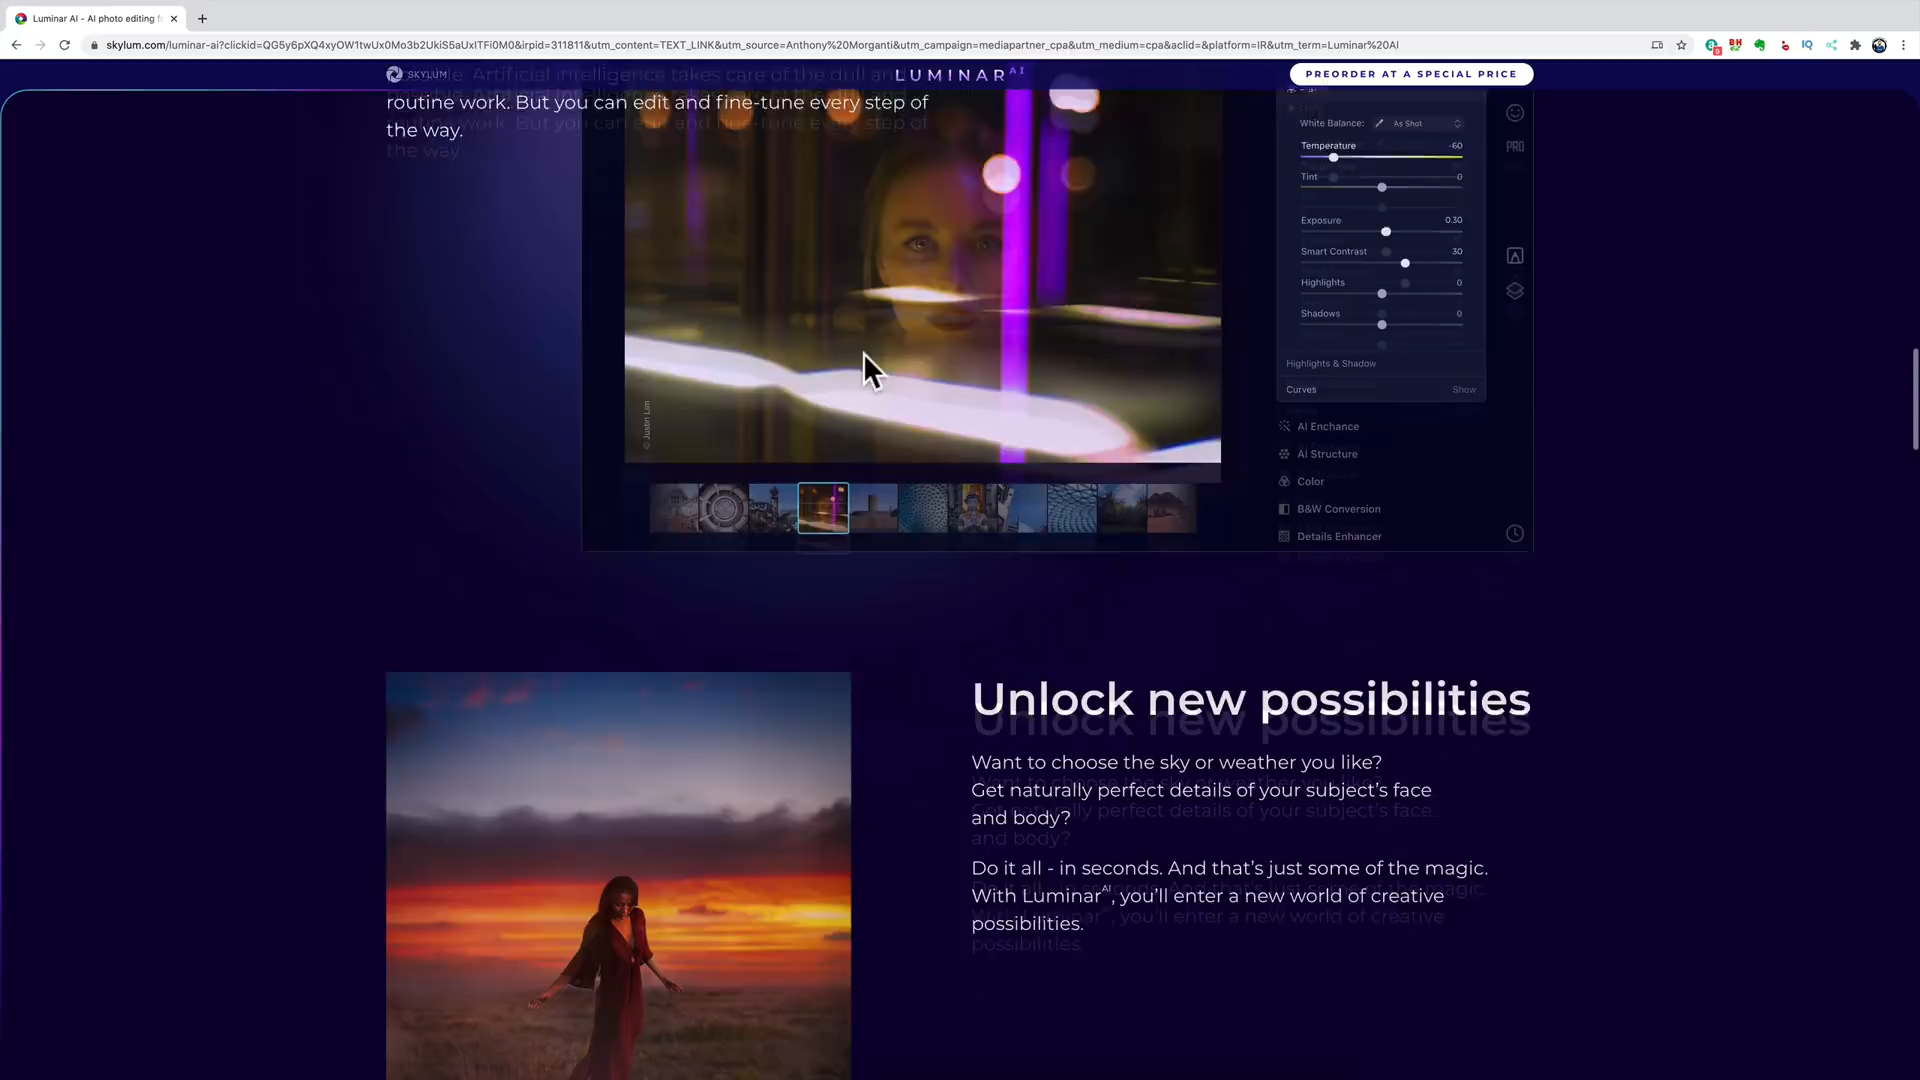 Luminar AI - AI photo editing fo
skylum.com/luminar-ai?clickid=QG5y6pXQ4xyOW1twUx0Mo3b2UkiS5aUxITFi0M0&irpid=311811&utm_content=TEXT_LINK&utm_source=Anthony%20Morganti&utm_campaign=mediapartner_cpa&utm_medium=cpa&aclid=&platform=IR&utm_term=Luminar%20AI
SKYLUM
LUMINAR AI
PREORDER AT A SPECIAL PRICE
routine work. But you can edit and fine-tune every step of
the way.
White Balance: As Shot
Temperature -60
Tint 0
Exposure 0.30
Smart Contrast 30
Highlights 0
Shadows 0
Highlights & Shadow
Curves Show
AI Enchance
AI Structure
Color
B&W Conversion
Details Enhancer
PRO
© Justin Lim
Unlock new possibilities
Want to choose the sky or weather you like?
Get naturally perfect details of your subject’s face
and body?
Do it all - in seconds. And that’s just some of the magic.
With Luminar AI, you’ll enter a new world of creative
possibilities.